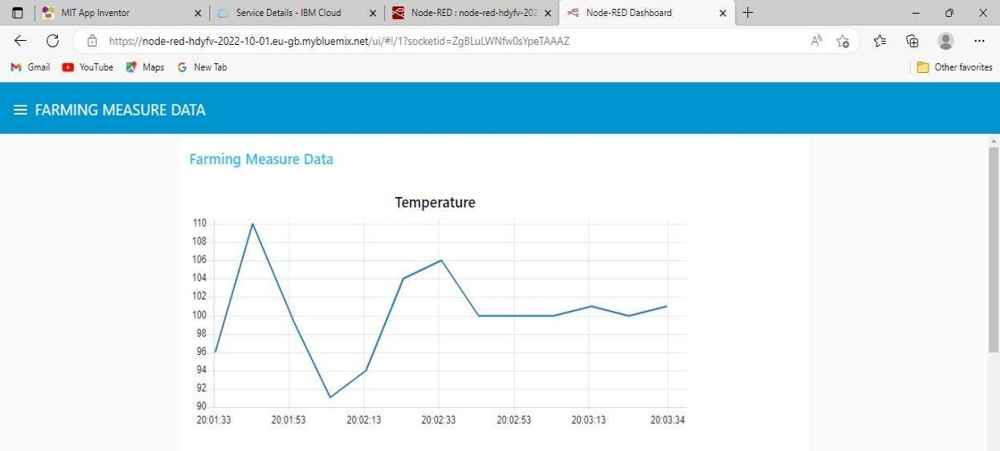 MIT App Inventor
Service Details - IBM Cloud
Node-RED : node-red-hdyfv-202
Node-RED Dashboard
https://node-red-hdyfv-2022-10-01.eu-gb.mybluemix.net/ui/#!/1?socketid=ZgBLuLWNfw0sYpeTAAAZ
Gmail
YouTube
Maps
New Tab
Other favorites
FARMING MEASURE DATA
Farming Measure Data
Temperature
110
108
106
104
102
100
98
96
94
92
90
20:01:33
20:01:53
20:02:13
20:02:33
20:02:53
20:03:13
20:03:34